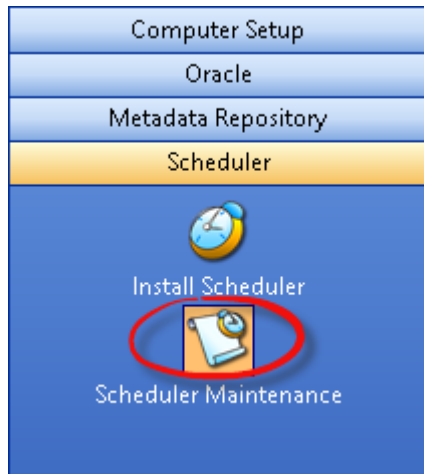 Computer Setup
Oracle
Metadata Repository
Scheduler
Install Scheduler
Scheduler Maintenance